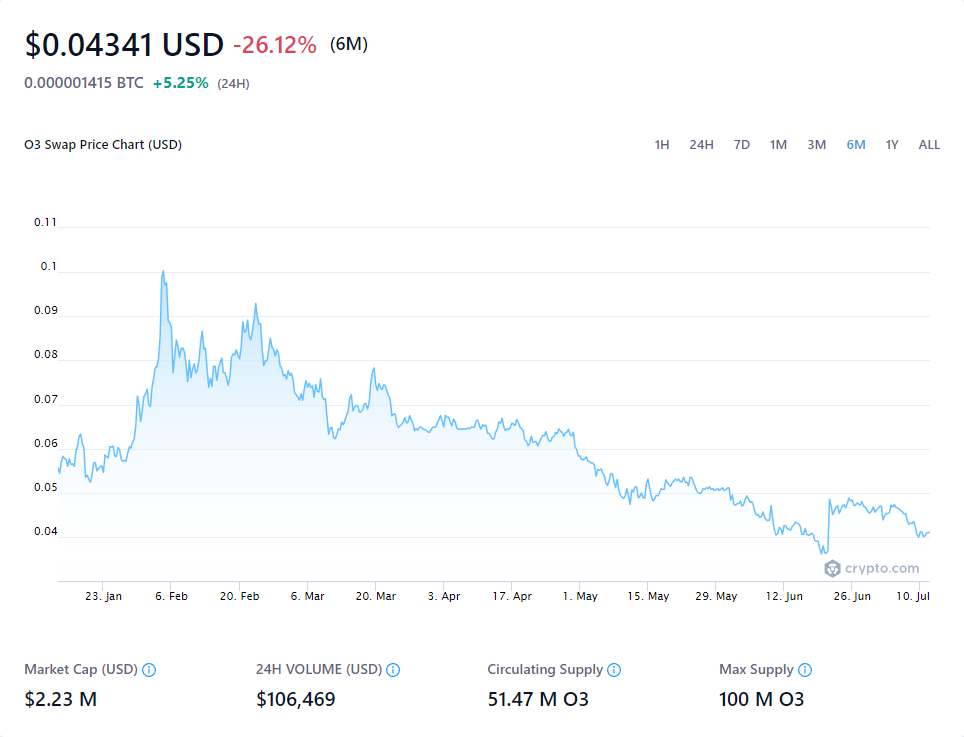 $0.04341 USD -26.12% (6M)
0.000001415 BTC +5.25% (24H)
O3 Swap Price Chart (USD) 1H 24H 7D 1M 3M 6M 1Y ALL
0.11
0.1
0.09
0.08
0.07
0.06
0.05
0.04
crypto.com
23. Jan 6. Feb 20. Feb 6. Mar 20. Mar 3. Apr 17. Apr 1. May 15. May 29. May 12. Jun 26. Jun 10. Jul
Market Cap (USD) 24H VOLUME (USD) Circulating Supply Max Supply
$2.23 M $106,469 51.47 M O3 100 M O3